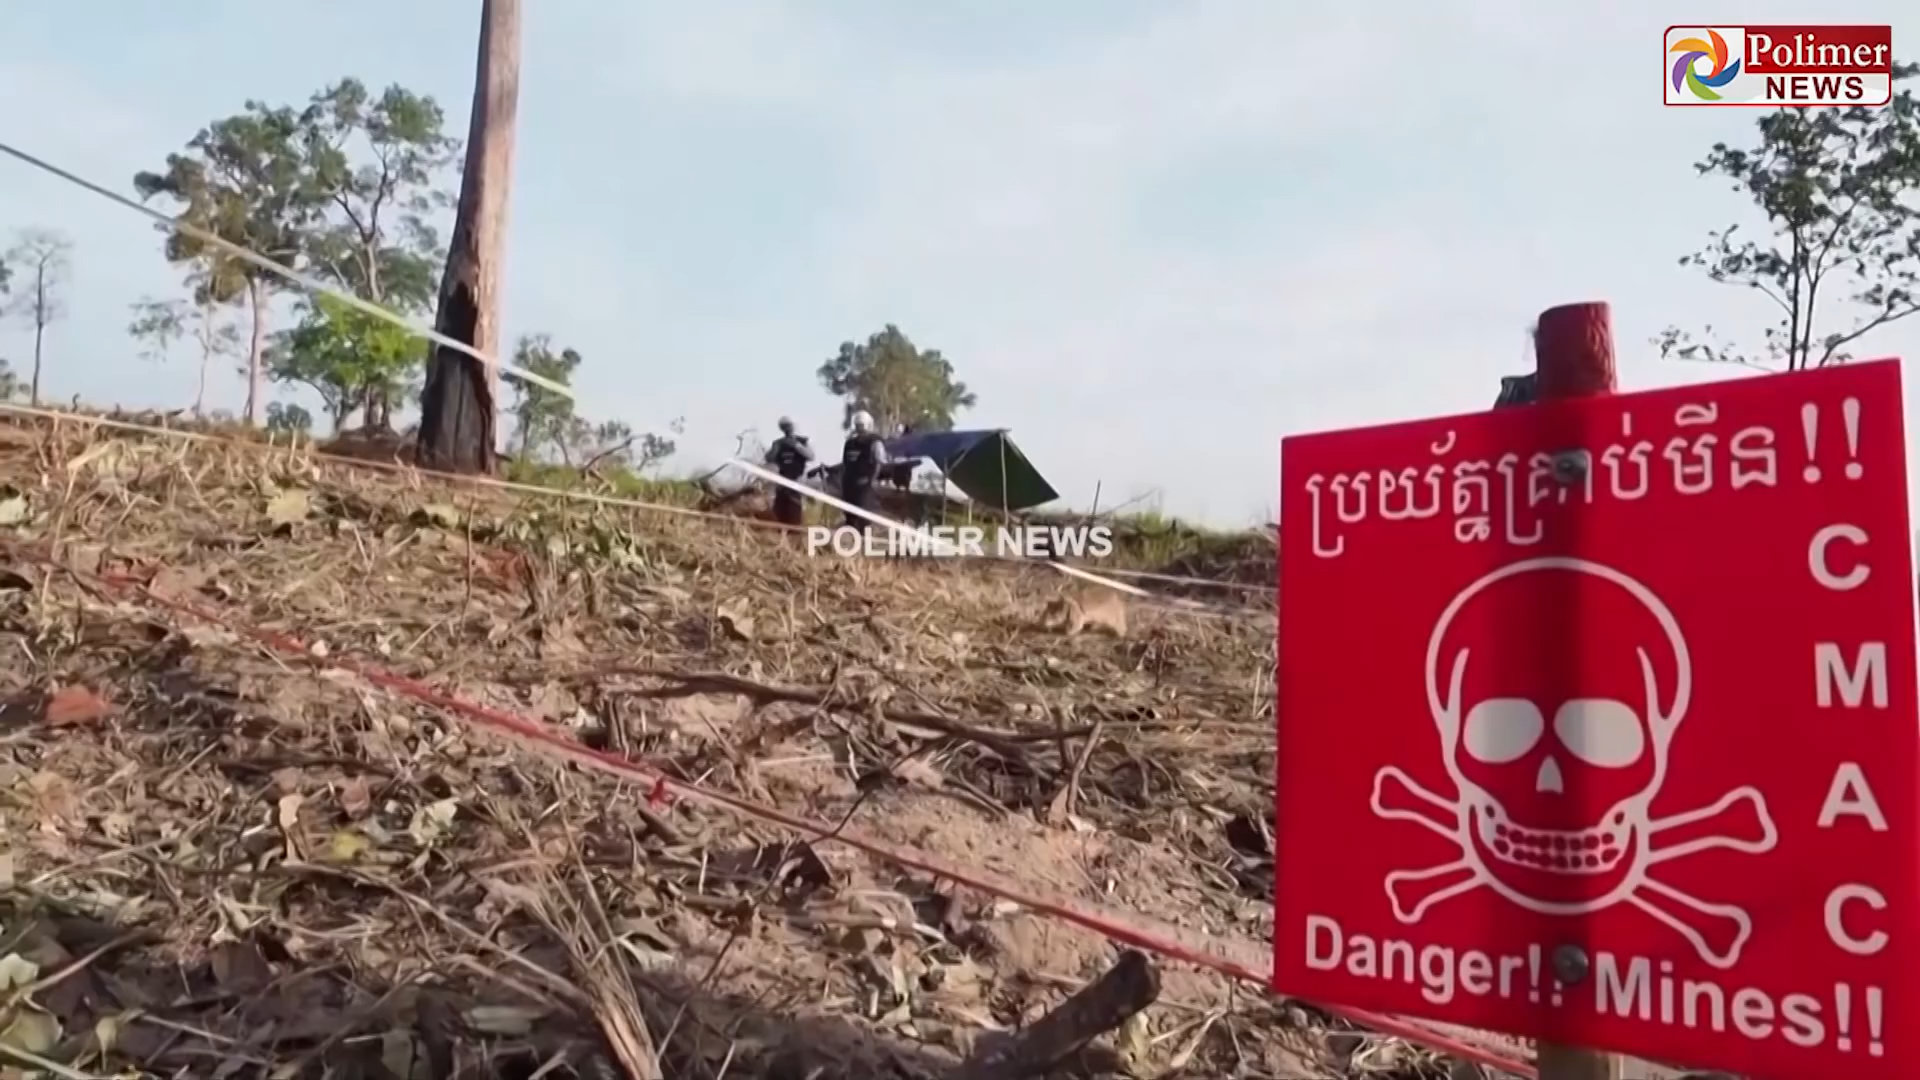 Polimer
NEWS
ប្រយ័ត្នគ្រាប់មីន!!
CMAC
POLIMER NEWS
Danger!! Mines!!